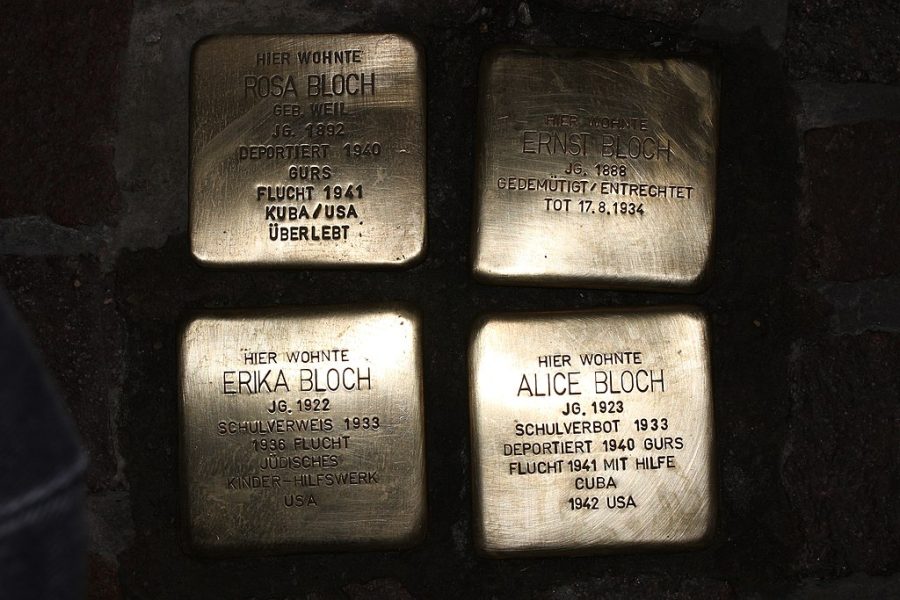 HIER WOHNTE
ROSA BLOCH
GEB. WEIL
JG. 1892
DEPORTIERT 1940
GURS
FLUCHT 1941
KUBA/USA
ÜBERLEBT
HIER WOHNTE
ERNST BLOCH
JG. 1888
GEDEMÜTIGT/ENTRECHTET
TOT 17.8.1934
HIER WOHNTE
ERIKA BLOCH
JG. 1922
SCHULVERWEIS 1933
1936 FLUCHT
JÜDISCHES
KINDER-HILFSWERK
USA
HIER WOHNTE
ALICE BLOCH
JG. 1923
SCHULVERBOT 1933
DEPORTIERT 1940 GURS
FLUCHT 1941 MIT HILFE
CUBA
1942 USA